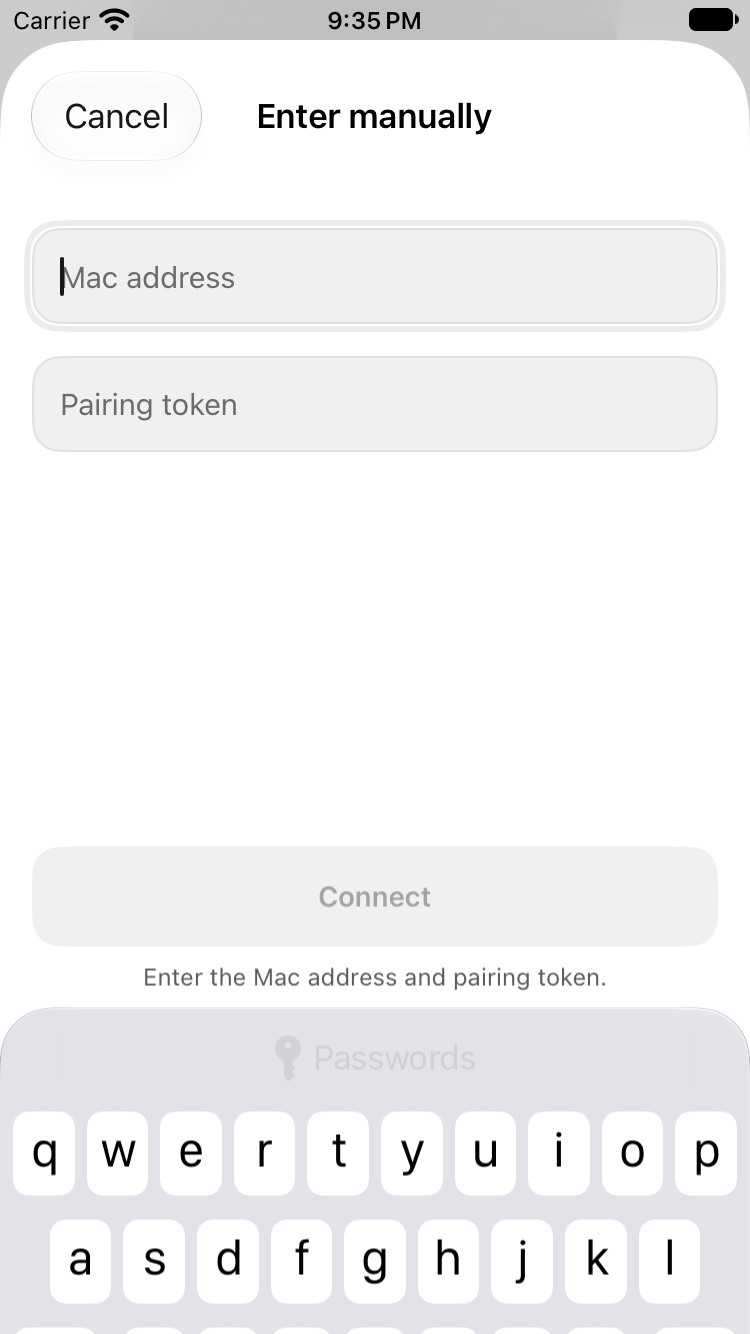 Carrier 9:35 PM
Cancel Enter manually
Mac address
Pairing token
Connect
Enter the Mac address and pairing token.
Passwords
q w e r t y u i o p
a s d f g h j k l